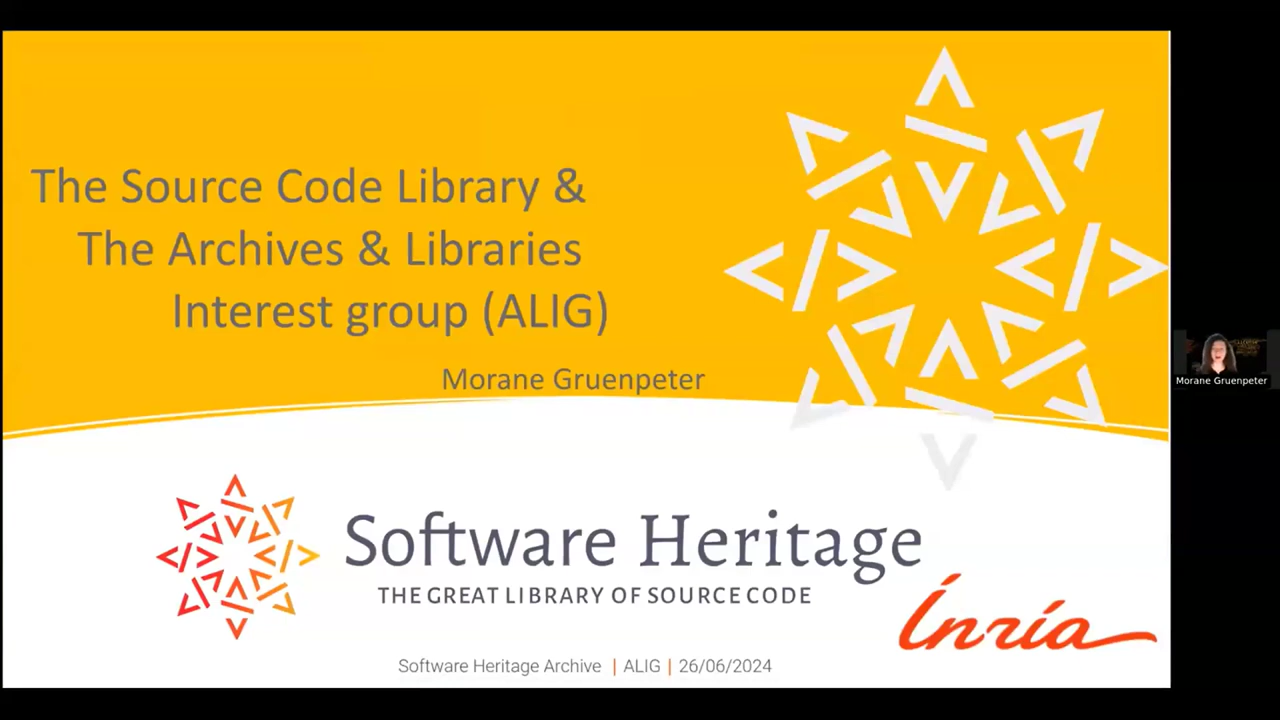 The Source Code Library &
The Archives & Libraries
Interest group (ALIG)
Morane Gruenpeter
Morane Gruenpeter
Software Heritage
THE GREAT LIBRARY OF SOURCE CODE
Inria
Software Heritage Archive | ALIG | 26/06/2024